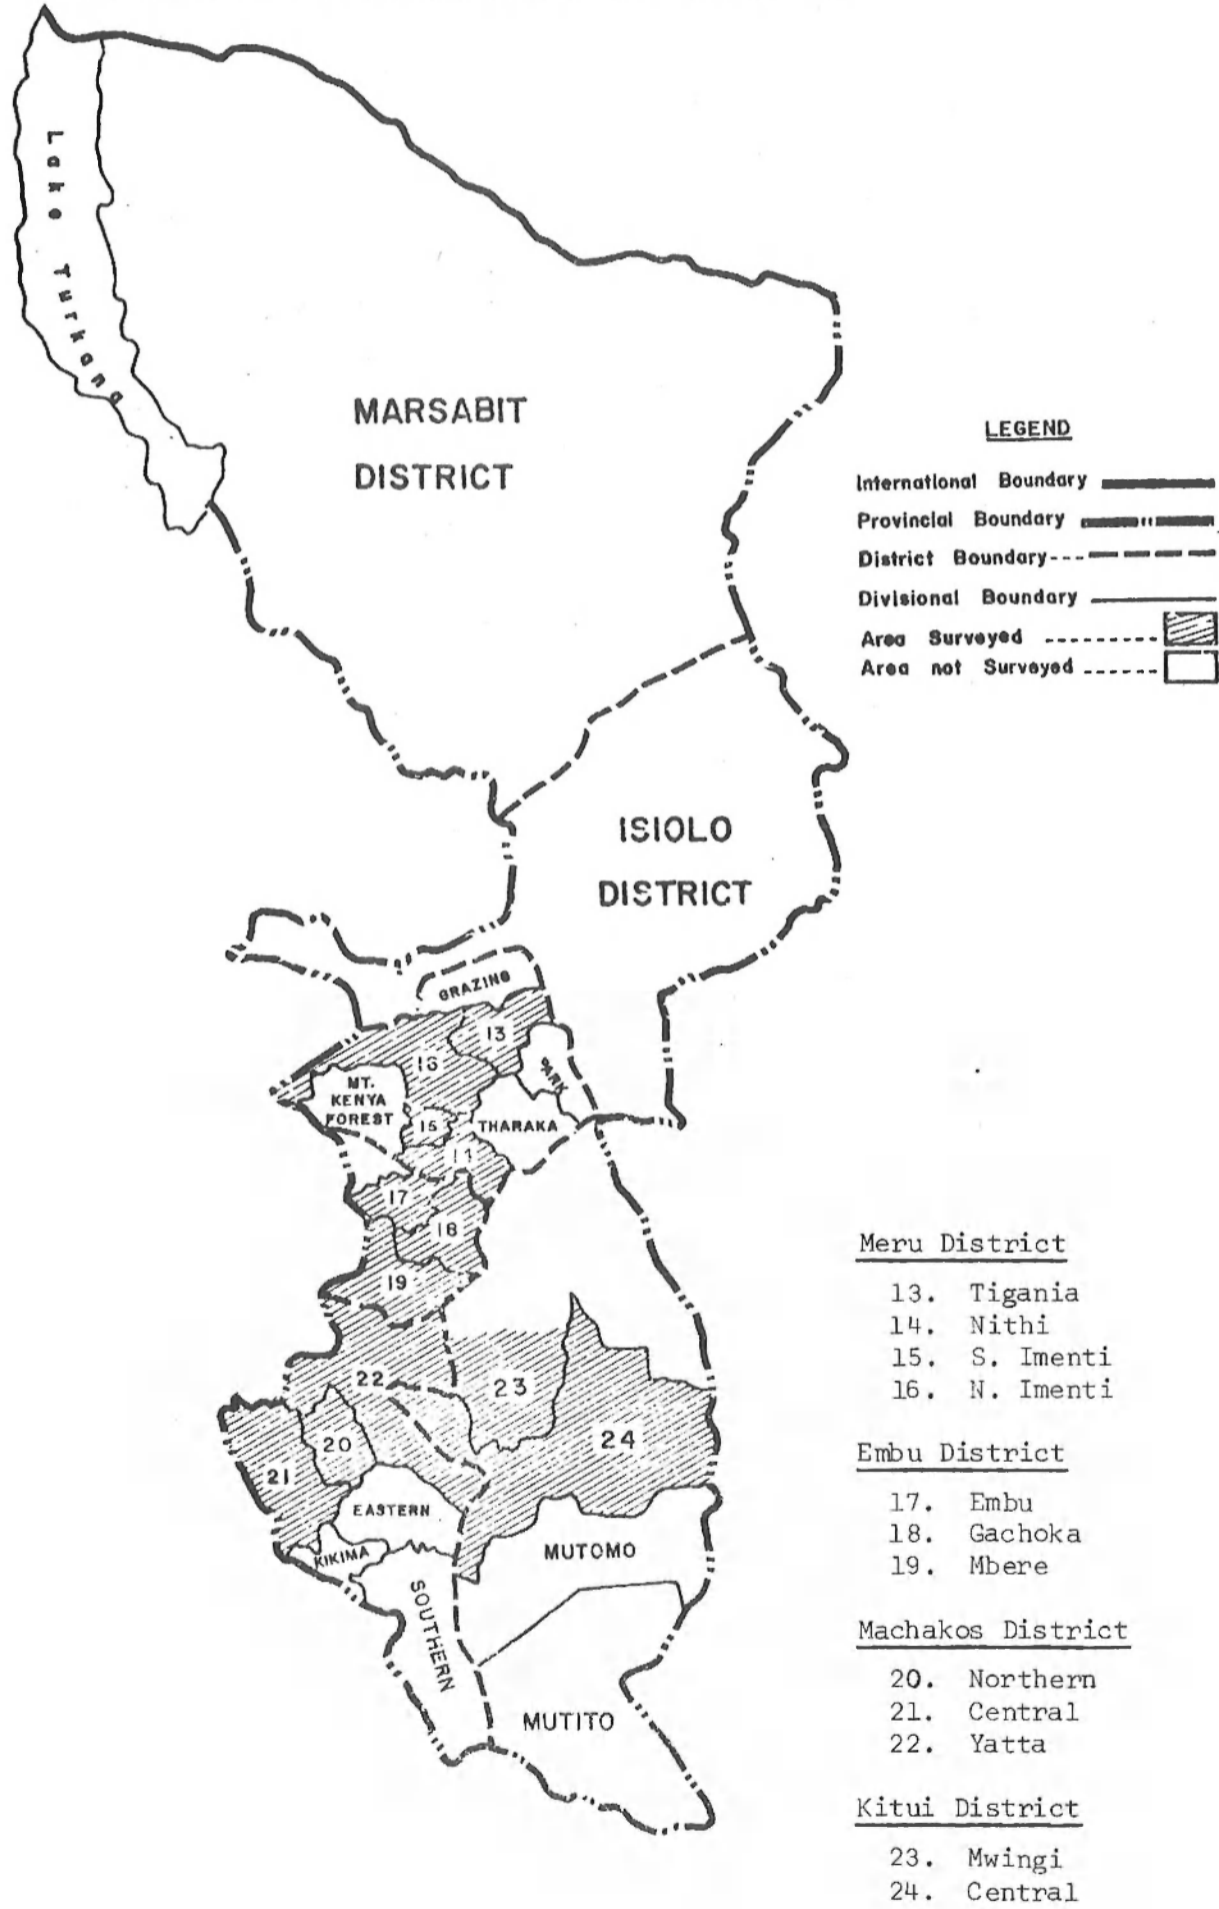 Lake Turkana
MARSABIT
DISTRICT
LEGEND
International Boundary
Provincial Boundary
District Boundary
Divisional Boundary
Area Surveyed
Area not Surveyed
ISIOLO
DISTRICT
GRAZING
13
16
PARK
MT.
KENYA
FOREST
15
THARAKA
14
17
18
19
22
23
20
24
21
EASTERN
KIKIMA
MUTOMO
SOUTHERN
MUTITO
Meru District
13. Tigania
14. Nithi
15. S. Imenti
16. N. Imenti
Embu District
17. Embu
18. Gachoka
19. Mbere
Machakos District
20. Northern
21. Central
22. Yatta
Kitui District
23. Mwingi
24. Central